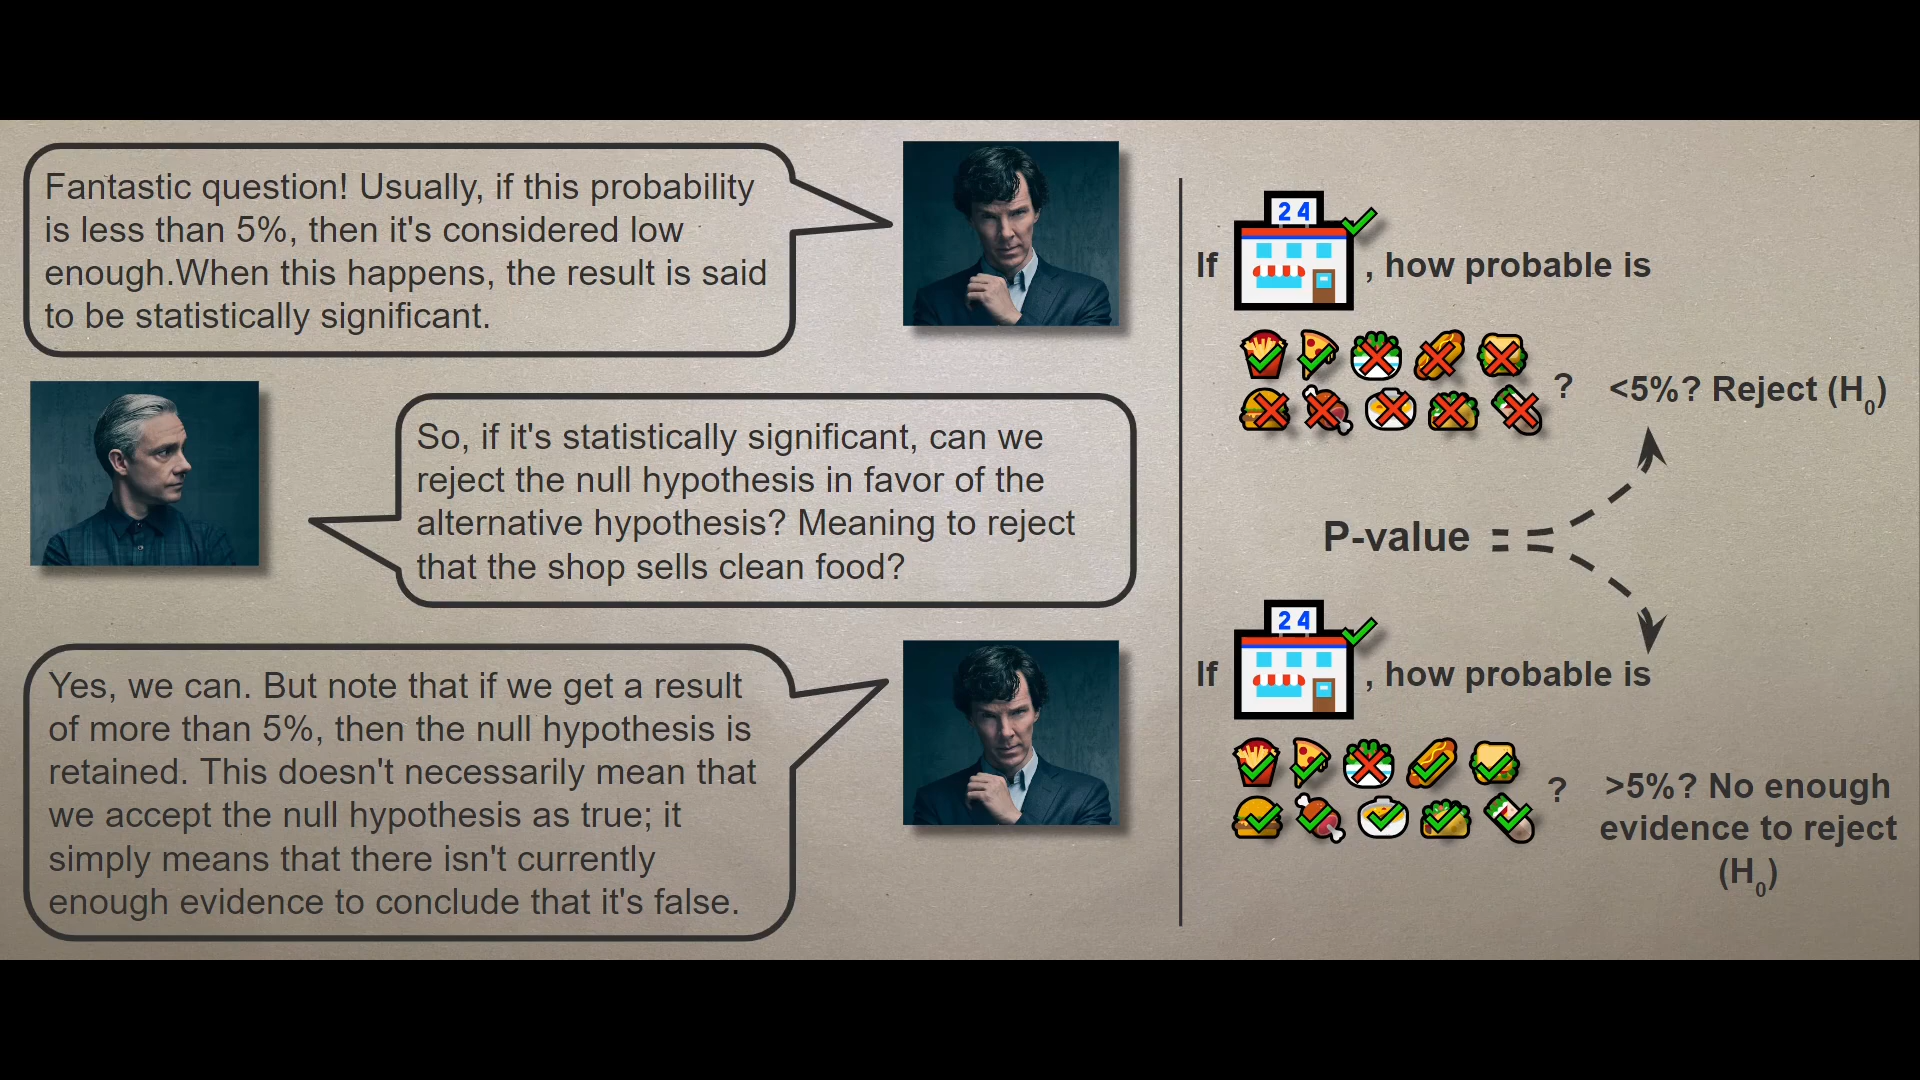 Fantastic question! Usually, if this probability
is less than 5%, then it's considered low
enough.When this happens, the result is said
to be statistically significant.
So, if it's statistically significant, can we
reject the null hypothesis in favor of the
alternative hypothesis? Meaning to reject
that the shop sells clean food?
Yes, we can. But note that if we get a result
of more than 5%, then the null hypothesis is
retained. This doesn't necessarily mean that
we accept the null hypothesis as true; it
simply means that there isn't currently
enough evidence to conclude that it's false.
24
If , how probable is
? <5%? Reject (H0)
P-value =
24
If , how probable is
? >5%? No enough
evidence to reject
(H0)